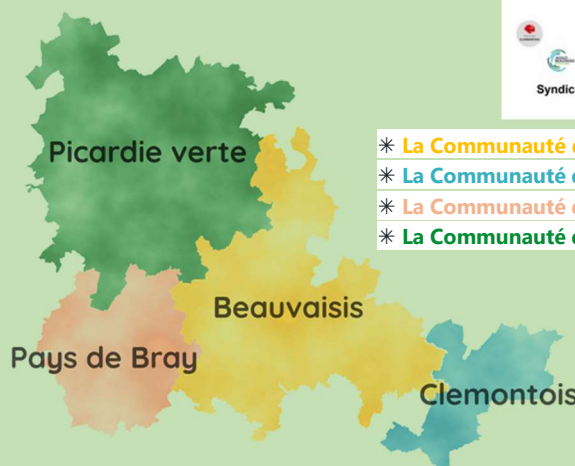 Syndic
✳ La Communauté d
✳ La Communauté d
✳ La Communauté d
✳ La Communauté d
Picardie verte
Beauvaisis
Pays de Bray
Clemontois